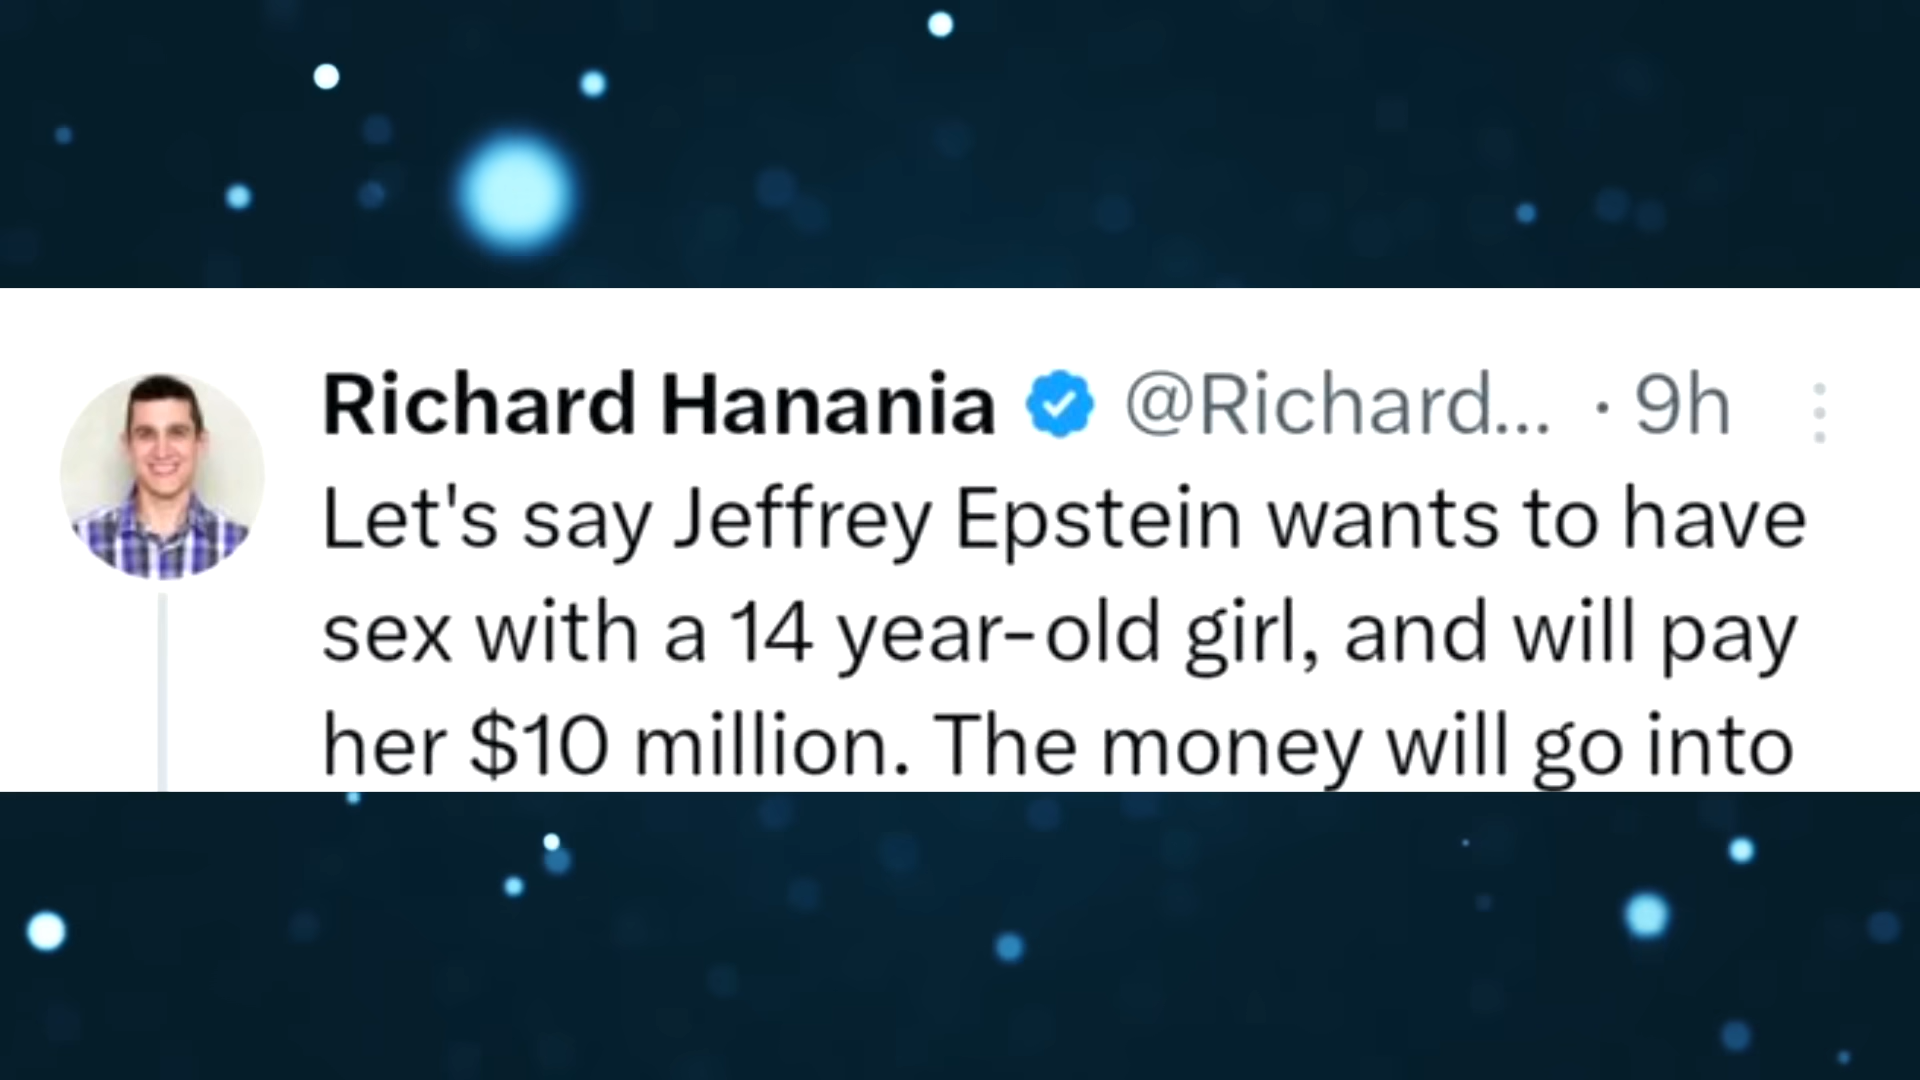 Richard Hanania @Richard... · 9h
Let's say Jeffrey Epstein wants to have
sex with a 14 year-old girl, and will pay
her $10 million. The money will go into